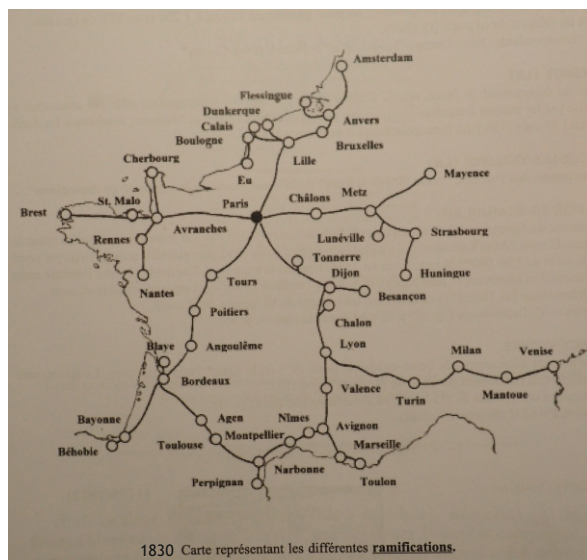 Amsterdam
Flessingue
Dunkerque
Anvers
Calais
Boulogne
Bruxelles
Lille
Cherbourg
Eu
Mayence
Metz
St. Malo
Paris
Châlons
Brest
Avranches
Lunéville
Strasbourg
Rennes
Tonnerre
Dijon
Huningue
Tours
Nantes
Besançon
Poitiers
Chalon
Blaye
Angoulême
Lyon
Milan
Venise
Bordeaux
Valence
Turin
Mantoue
Bayonne
Agen
Nîmes
Avignon
Béhobie
Toulouse
Montpellier
Marseille
Narbonne
Perpignan
Toulon
1830 Carte représentant les différentes ramifications.